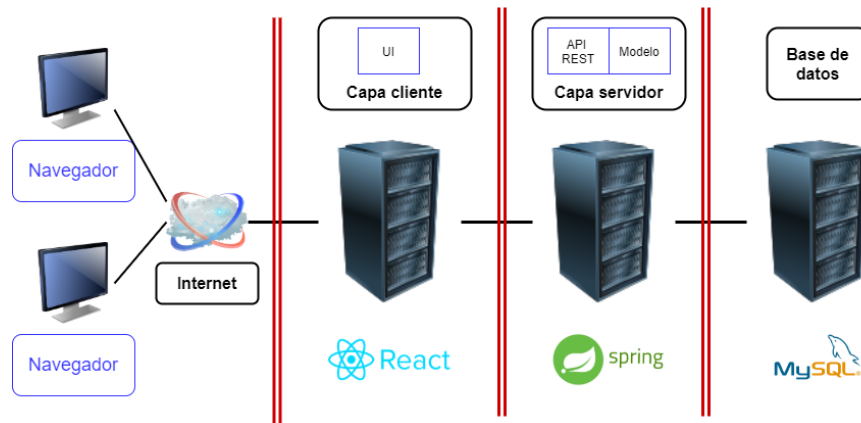 UI
Capa cliente
API
REST
Modelo
Capa servidor
Base de
datos
Navegador
Internet
Navegador
React
spring
MySQL